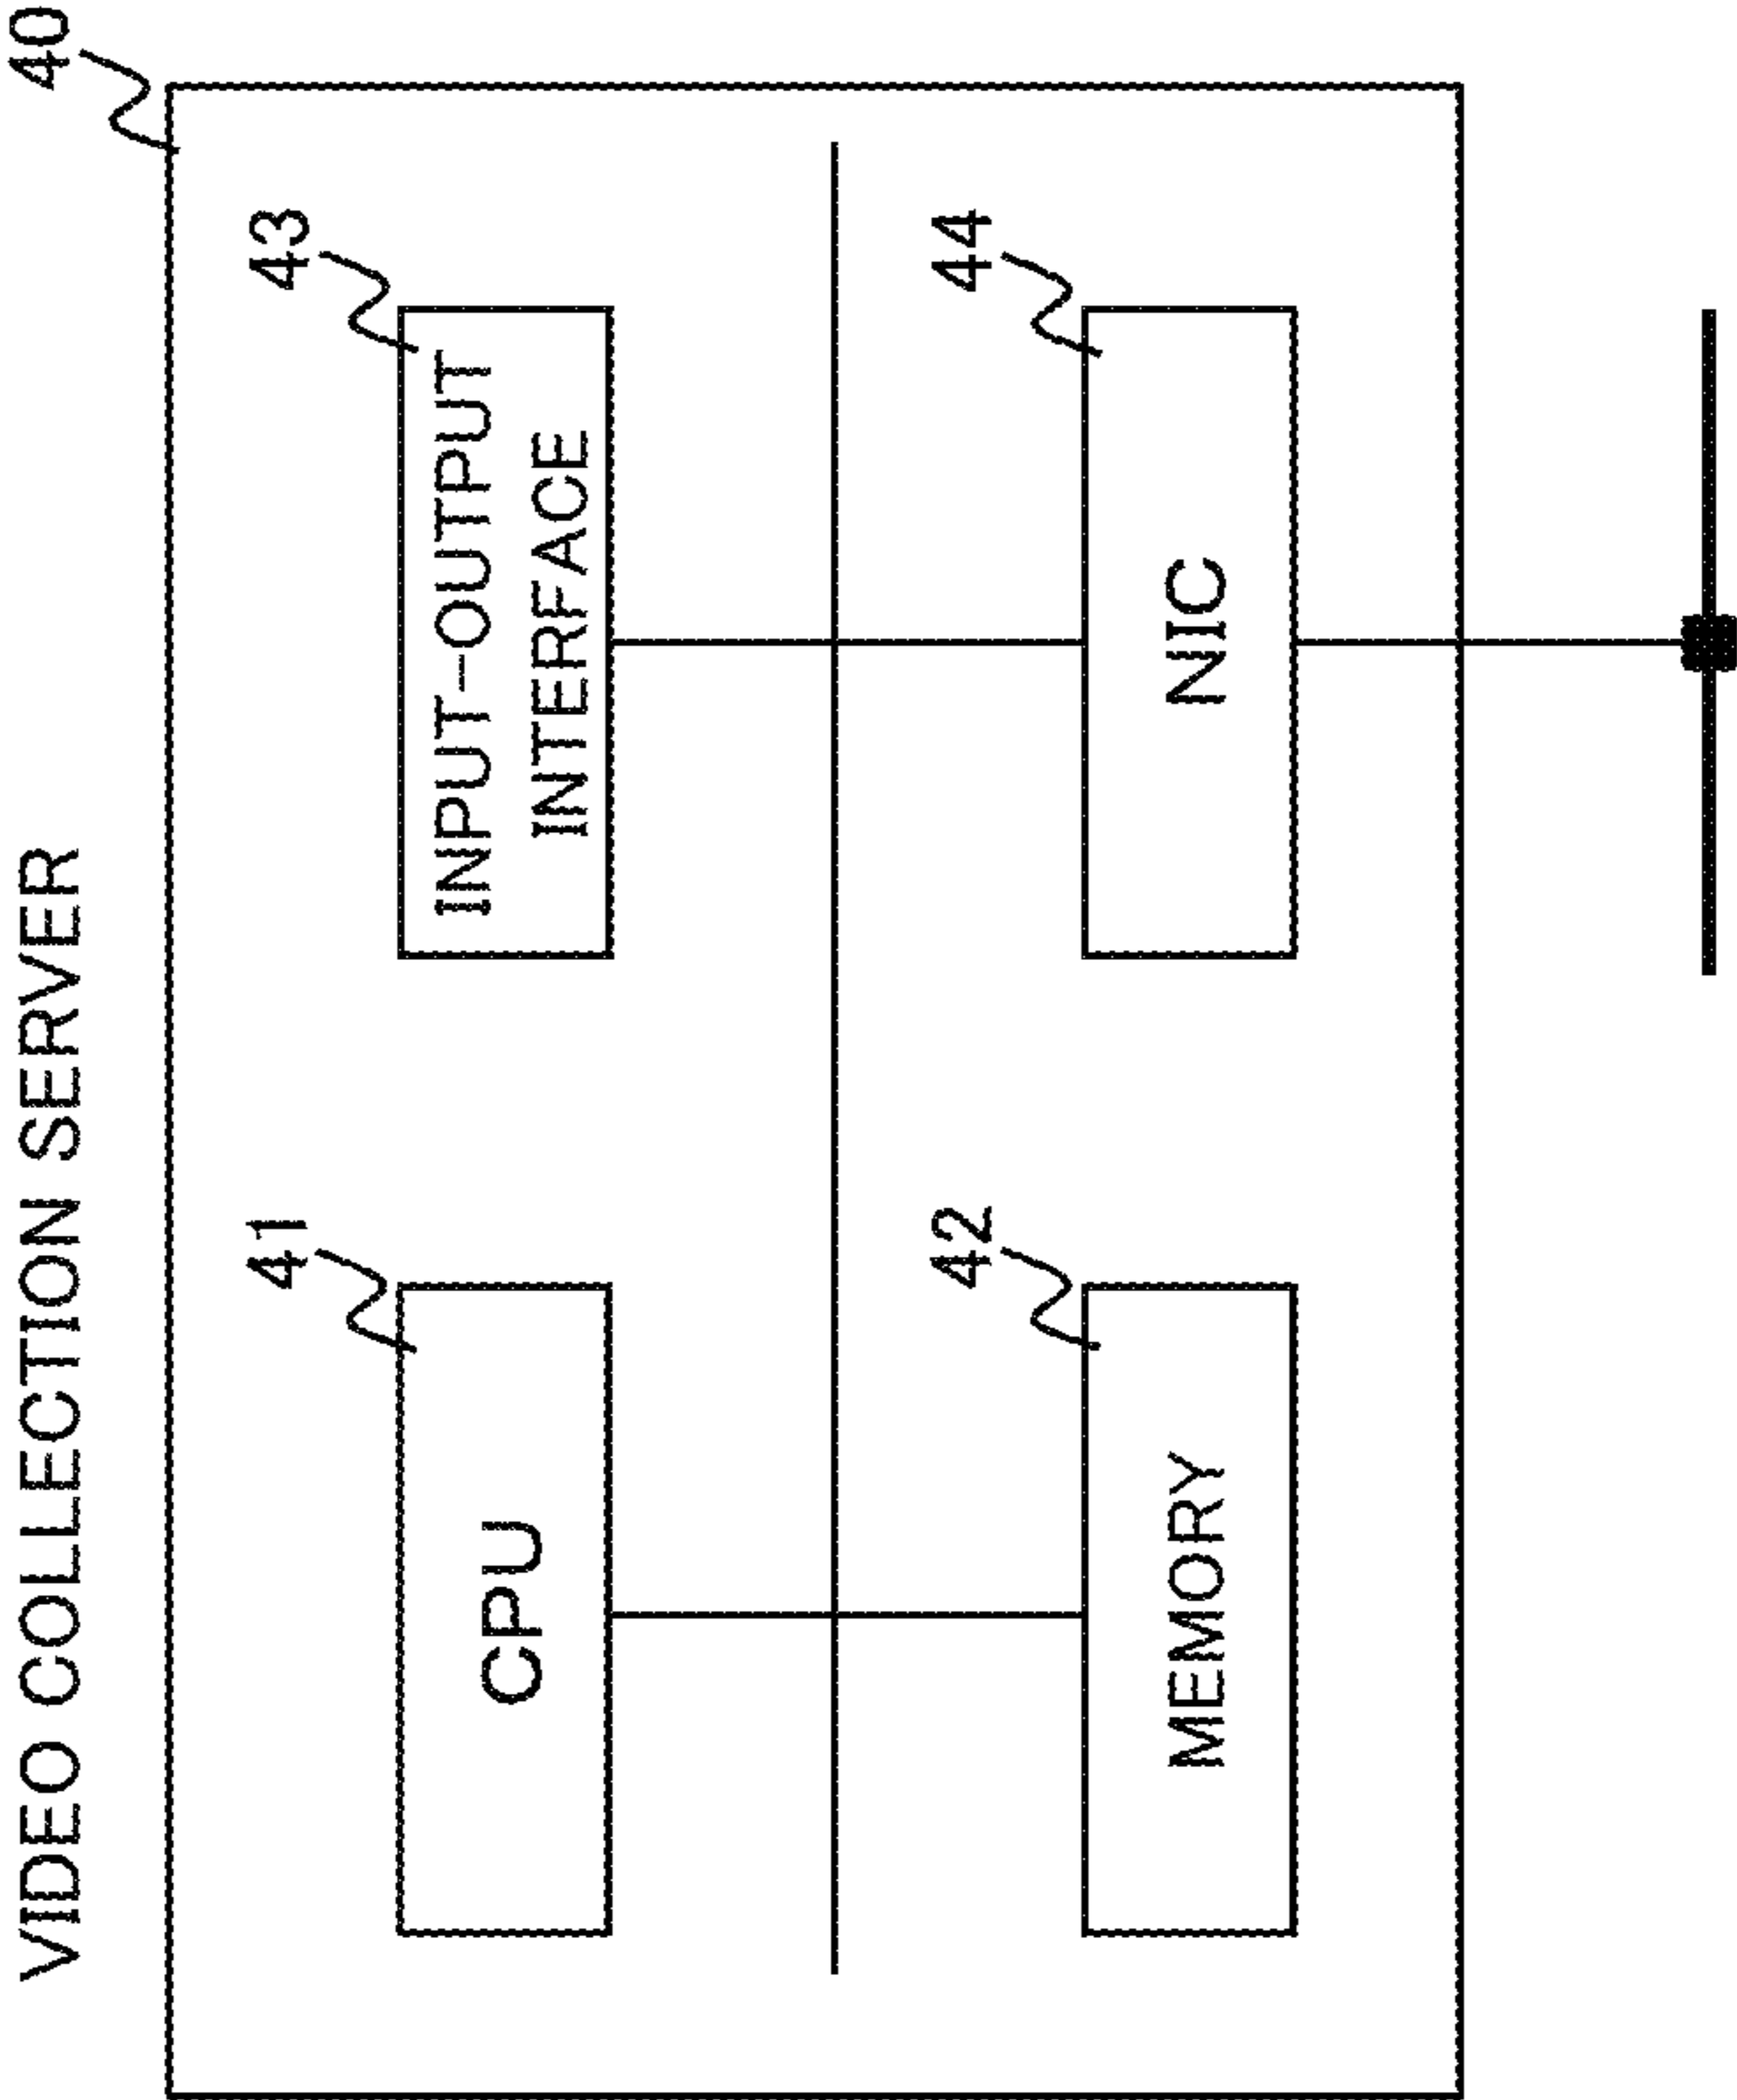 VIDEO COLLECTION SERVER
40
41
CPU
43
INPUT-OUTPUT
INTERFACE
42
MEMORY
44
NIC